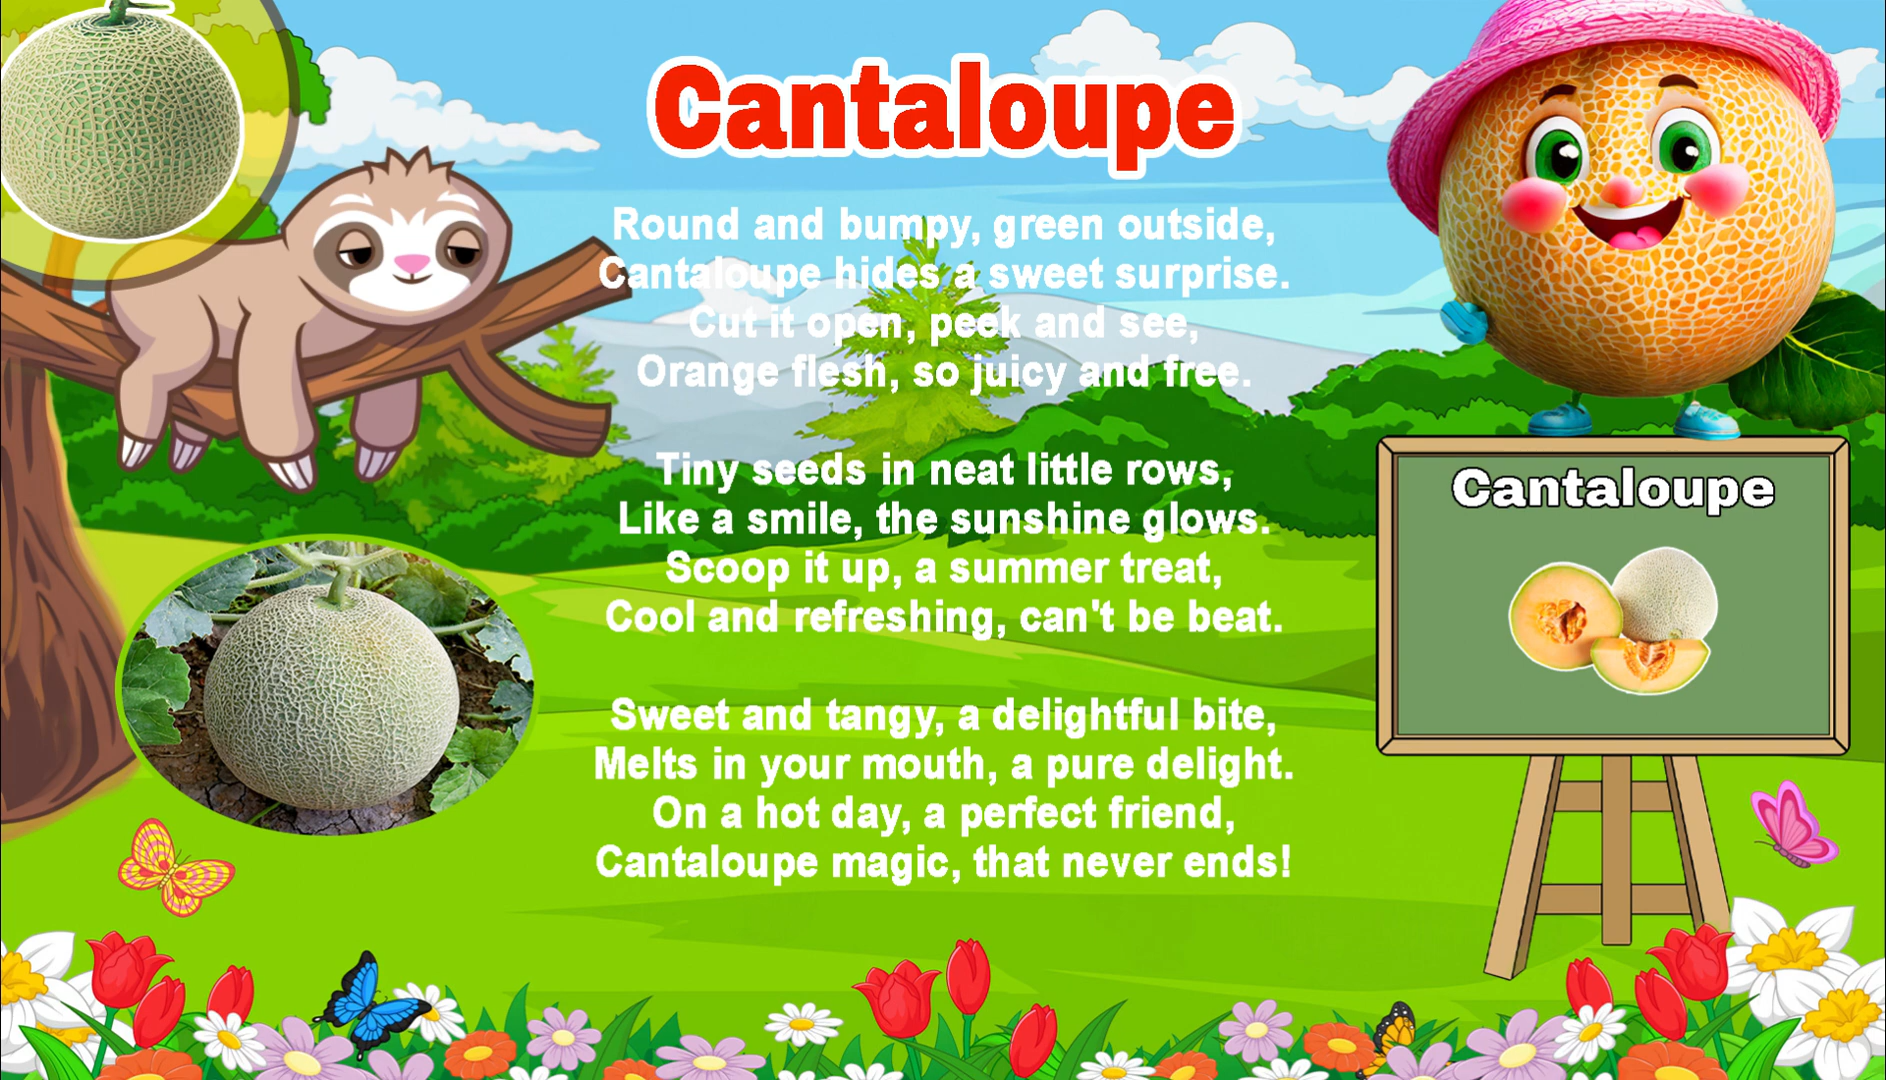 Cantaloupe
Round and bumpy, green outside,
Cantaloupe hides a sweet surprise.
Cut it open, peek and see,
Orange flesh, so juicy and free.
Tiny seeds in neat little rows,
Like a smile, the sunshine glows.
Scoop it up, a summer treat,
Cool and refreshing, can't be beat.
Sweet and tangy, a delightful bite,
Melts in your mouth, a pure delight.
On a hot day, a perfect friend,
Cantaloupe magic, that never ends!
Cantaloupe